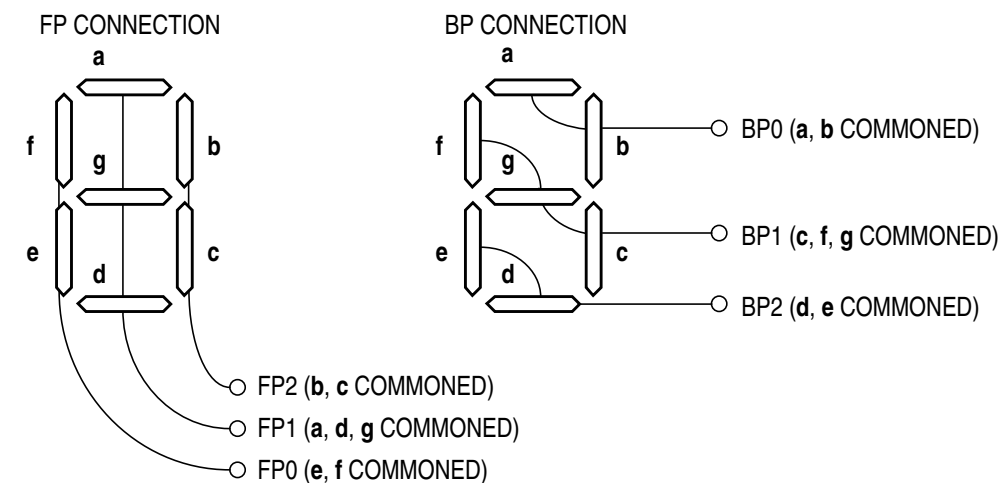 FP CONNECTION
a
f
b
g
e
c
d
FP2 (b, c COMMONED)
FP1 (a, d, g COMMONED)
FP0 (e, f COMMONED)
BP CONNECTION
a
f
b
g
e
c
d
BP0 (a, b COMMONED)
BP1 (c, f, g COMMONED)
BP2 (d, e COMMONED)